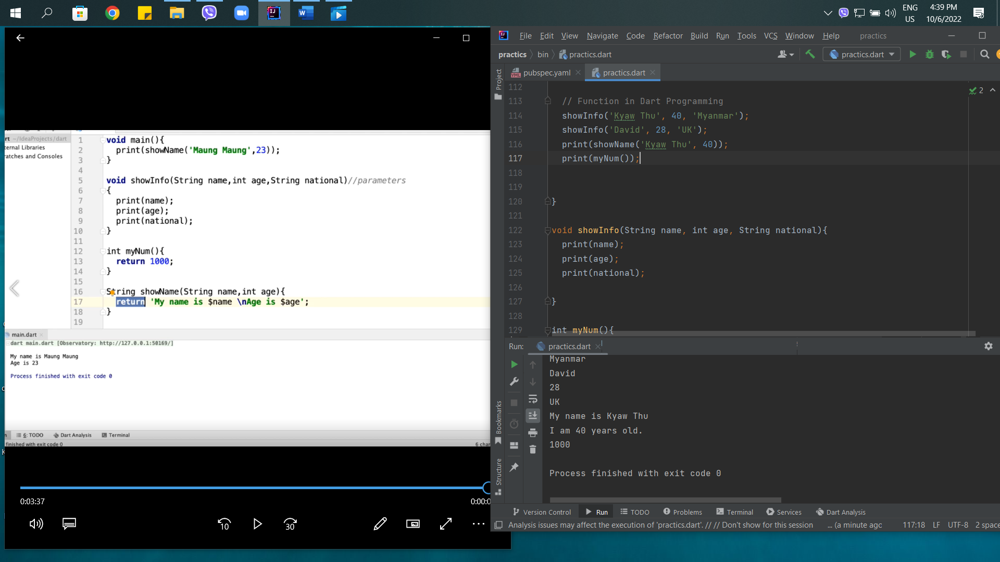 ENG
US
4:39 PM
10/6/2022
~/IdeaProjects/dart
ternal Libraries
ratches and Consoles
1 void main(){
2 print(showName('Maung Maung',23));
3 }
4
5 void showInfo(String name,int age,String national)//parameters
6 {
7 print(name);
8 print(age);
9 print(national);
10 }
11
12 int myNum(){
13 return 1000;
14 }
15
16 String showName(String name,int age){
17 return 'My name is $name \nAge is $age';
18 }
19
main.dart
dart main.dart [Observatory: http://127.0.0.1:50169/]
My name is Maung Maung
Age is 23
Process finished with exit code 0
6: TODO Dart Analysis Terminal
finished with exit code 0
6 char
0:03:37
0:00:0
10
30
File Edit View Navigate Code Refactor Build Run Tools VCS Window Help practics
practics bin practics.dart
practics.dart
Project
pubspec.yaml practics.dart
2
112
113 // Function in Dart Programming
114 showInfo('Kyaw Thu', 40, 'Myanmar');
115 showInfo('David', 28, 'UK');
116 print(showName('Kyaw Thu', 40));
117 print(myNum());
118
119
120 }
121
122 void showInfo(String name, int age, String national){
123 print(name);
124 print(age);
125 print(national);
126
127 }
128
129 int myNum(){
Run: practics.dart
Myanmar
David
28
UK
My name is Kyaw Thu
I am 40 years old.
1000
Process finished with exit code 0
Bookmarks
Structure
Version Control Run TODO Problems Terminal Services Dart Analysis
Analysis issues may affect the execution of 'practics.dart'. // // Don't show for this session ... (a minute agc 117:18 LF UTF-8 2 space